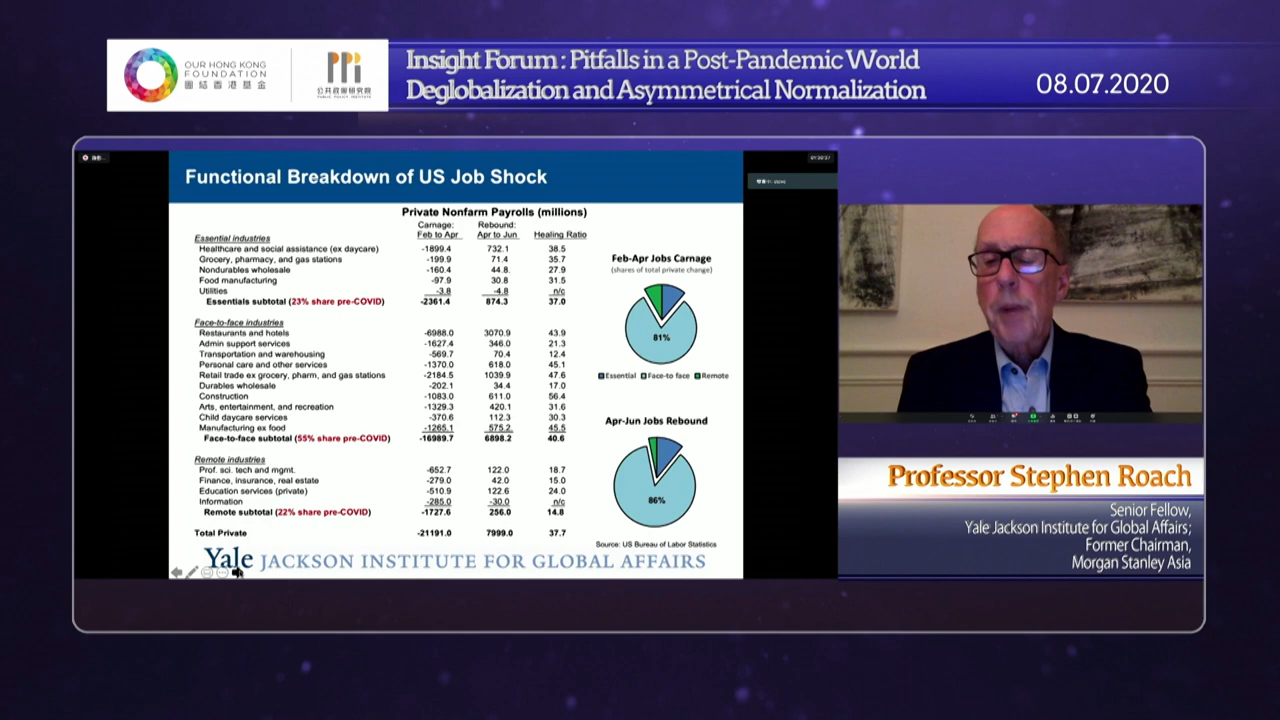 OUR HONG KONG
FOUNDATION
團結香港基金
公共政策研究院
PUBLIC POLICY INSTITUTE
Insight Forum : Pitfalls in a Post-Pandemic World
Deglobalization and Asymmetrical Normalization
08.07.2020
Functional Breakdown of US Job Shock
Private Nonfarm Payrolls (millions)
Carnage: Rebound:
Feb to Apr Apr to Jun Healing Ratio
Essential industries
Healthcare and social assistance (ex daycare) -1899.4 732.1 38.5
Grocery, pharmacy, and gas stations -199.9 71.4 35.7
Nondurables wholesale -160.4 44.8. 27.9
Food manufacturing -97.9 30.8 31.5
Utilities -3.8 -4.8 n/c
Essentials subtotal (23% share pre-COVID) -2361.4 874.3 37.0
Face-to-face industries
Restaurants and hotels -6988.0 3070.9 43.9
Admin support services -1627.4 346.0 21.3
Transportation and warehousing -569.7 70.4 12.4
Personal care and other services -1370.0 618.0 45.1
Retail trade ex grocery, pharm, and gas stations -2184.5 1039.9 47.6
Durables wholesale -202.1 34.4 17.0
Construction -1083.0 611.0 56.4
Arts, entertainment, and recreation -1329.3 420.1 31.6
Child daycare services -370.6 112.3 30.3
Manufacturing ex food -1265.1 575.2 45.5
Face-to-face subtotal (55% share pre-COVID) -16989.7 6898.2 40.6
Remote industries
Prof. sci. tech and mgmt. -652.7 122.0 18.7
Finance, insurance, real estate -279.0 42.0 15.0
Education services (private) -510.9 122.6 24.0
Information -285.0 -30.0 n/c
Remote subtotal (22% share pre-COVID) -1727.6 256.0 14.8
Total Private -21191.0 7999.0 37.7
Feb-Apr Jobs Carnage
(shares of total private change)
81%
Essential Face-to face Remote
Apr-Jun Jobs Rebound
86%
Source: US Bureau of Labor Statistics
Yale JACKSON INSTITUTE FOR GLOBAL AFFAIRS
Professor Stephen Roach
Senior Fellow,
Yale Jackson Institute for Global Affairs;
Former Chairman,
Morgan Stanley Asia